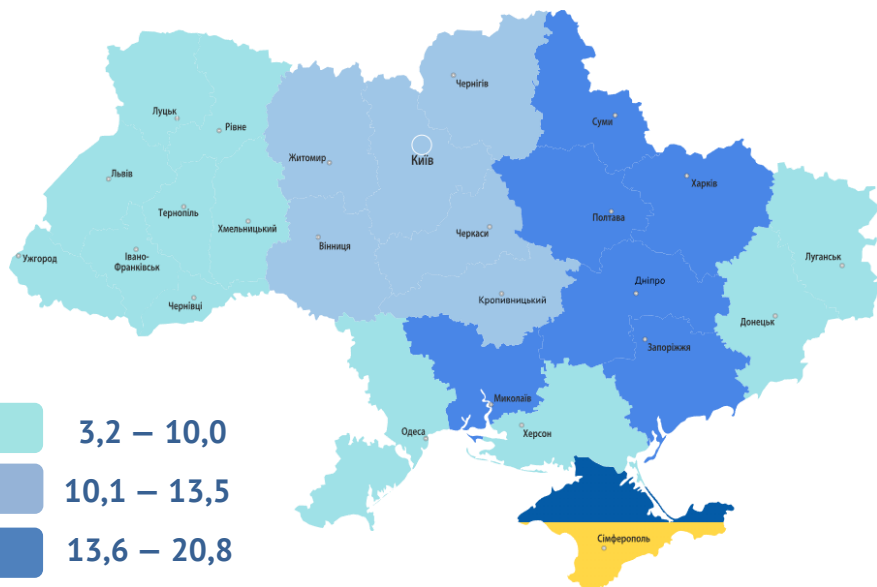 Чернігів
Луцьк
Рівне
Суми
Житомир
Київ
Львів
Харків
Тернопіль
Полтава
Хмельницький
Черкаси
Вінниця
Ужгород
Івано-
Франківськ
Луганськ
Дніпро
Чернівці
Кропивницький
Донецьк
Запоріжжя
Миколаїв
Одеса
Херсон
3,2 — 10,0
10,1 — 13,5
13,6 — 20,8
Сімферополь